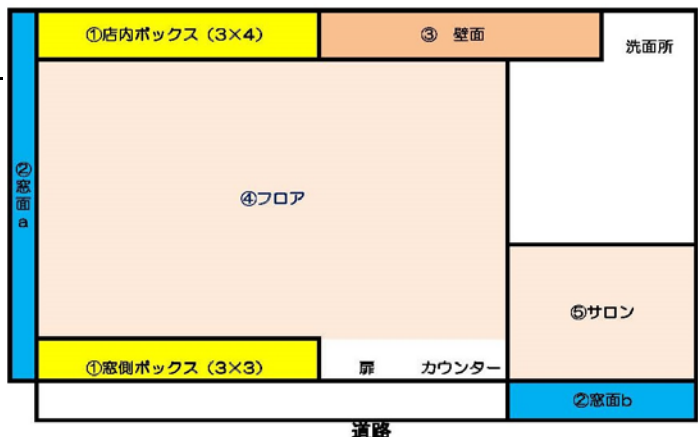 ①店内ボックス（3×4）
③ 壁面
洗面所
②窓面a
④フロア
⑤サロン
①窓側ボックス（3×3）
扉
カウンター
②窓面b
道路